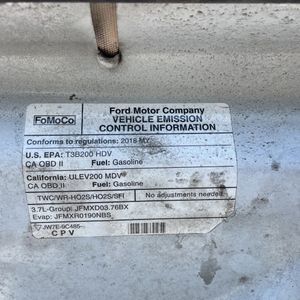 FoMoCo
Ford Motor Company
VEHICLE EMISSION
CONTROL INFORMATION
Conforms to regulations: 2018 MY
U.S. EPA: T3B200 HDV
CA OBD II Fuel: Gasoline
California: ULEV200 MDV
CA OBD II Fuel: Gasoline
TWC/WR-HO2S/HO2S/SFI No adjustments needed.
3.7L-Group: JFMXD03.76BX
Evap: JFMXR0190NBS
JW7E-9C485-
CPV